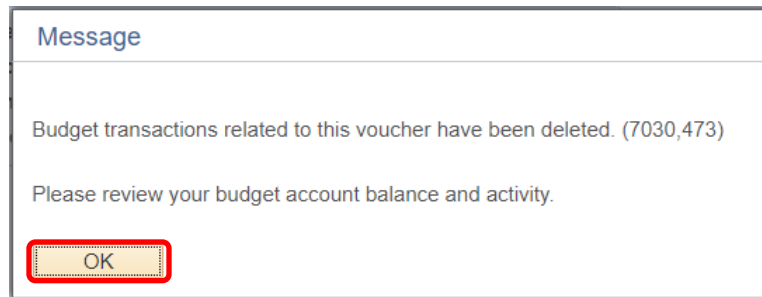 Message
Budget transactions related to this voucher have been deleted. (7030,473)
Please review your budget account balance and activity.
OK